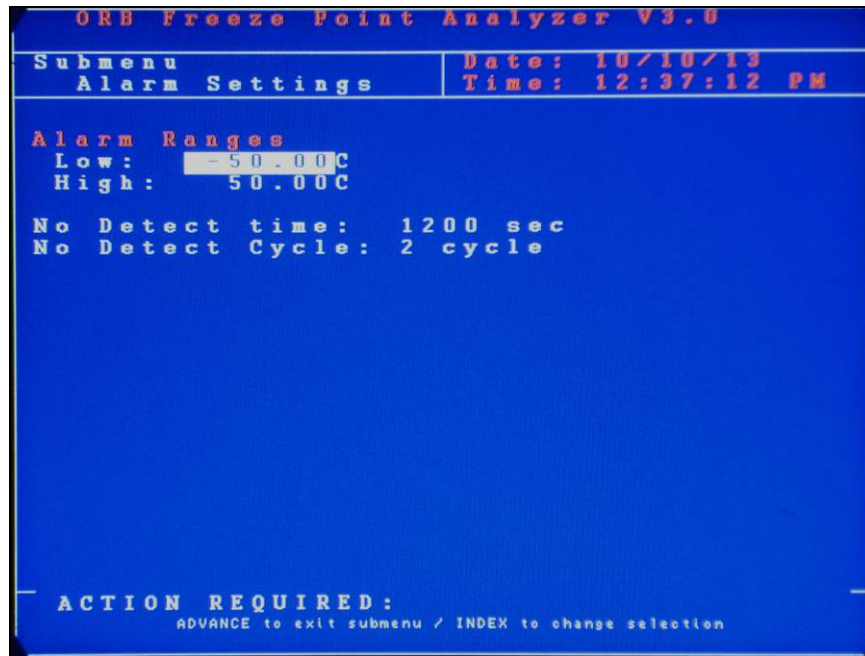 ORB Freeze Point Analyzer V3.0
Submenu
Alarm Settings
Date: 10/10/13
Time: 12:37:12 PM
Alarm Ranges
Low: -50.00C
High: 50.00C
No Detect time: 1200 sec
No Detect Cycle: 2 cycle
ACTION REQUIRED:
ADVANCE to exit submenu / INDEX to change selection